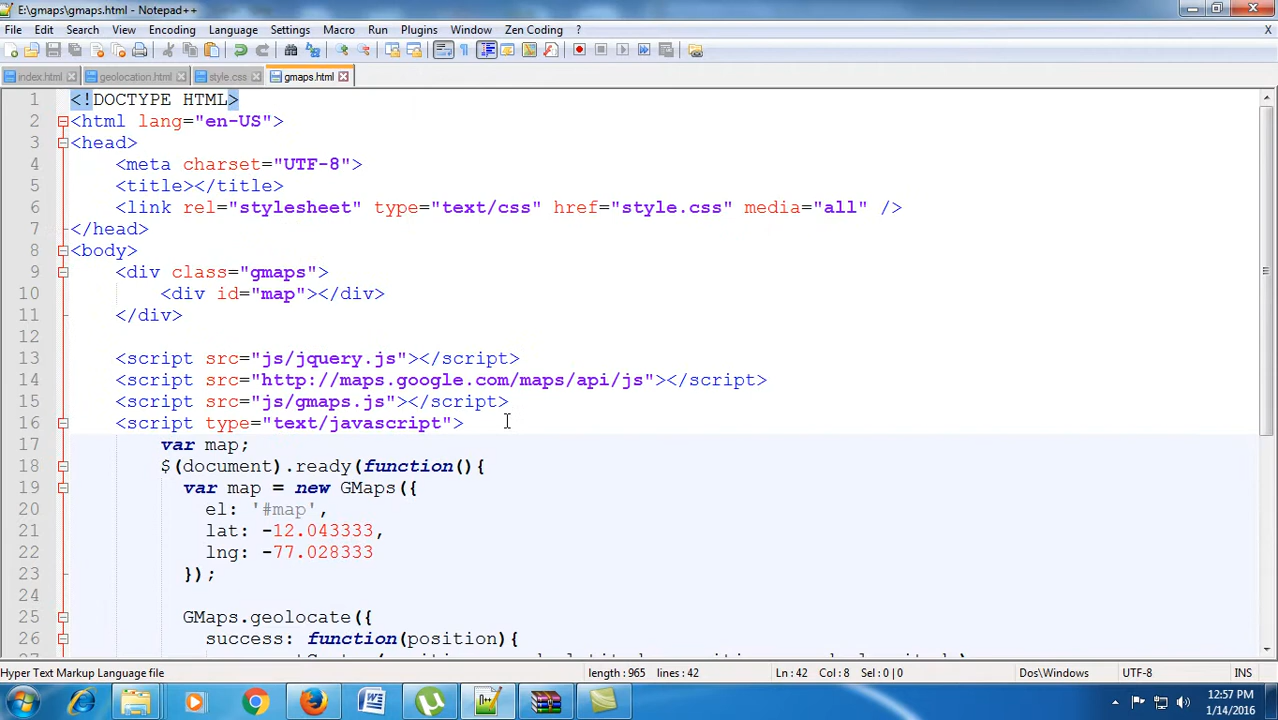 E:\gmaps\gmaps.html - Notepad++
File Edit Search View Encoding Language Settings Macro Run Plugins Window Zen Coding ? X
index.html geolocation.html style.css gmaps.html
1 <!DOCTYPE HTML>
2 <html lang="en-US">
3 <head>
4 <meta charset="UTF-8">
5 <title></title>
6 <link rel="stylesheet" type="text/css" href="style.css" media="all" />
7 </head>
8 <body>
9 <div class="gmaps">
10 <div id="map"></div>
11 </div>
12
13 <script src="js/jquery.js"></script>
14 <script src="http://maps.google.com/maps/api/js"></script>
15 <script src="js/gmaps.js"></script>
16 <script type="text/javascript">
17 var map;
18 $(document).ready(function(){
19 var map = new GMaps({
20 el: '#map',
21 lat: -12.043333,
22 lng: -77.028333
23 });
24
25 GMaps.geolocate({
26 success: function(position){
Hyper Text Markup Language file length : 965 lines : 42 Ln : 42 Col : 8 Sel : 0 | 0 Dos\Windows UTF-8 INS
12:57 PM
1/14/2016